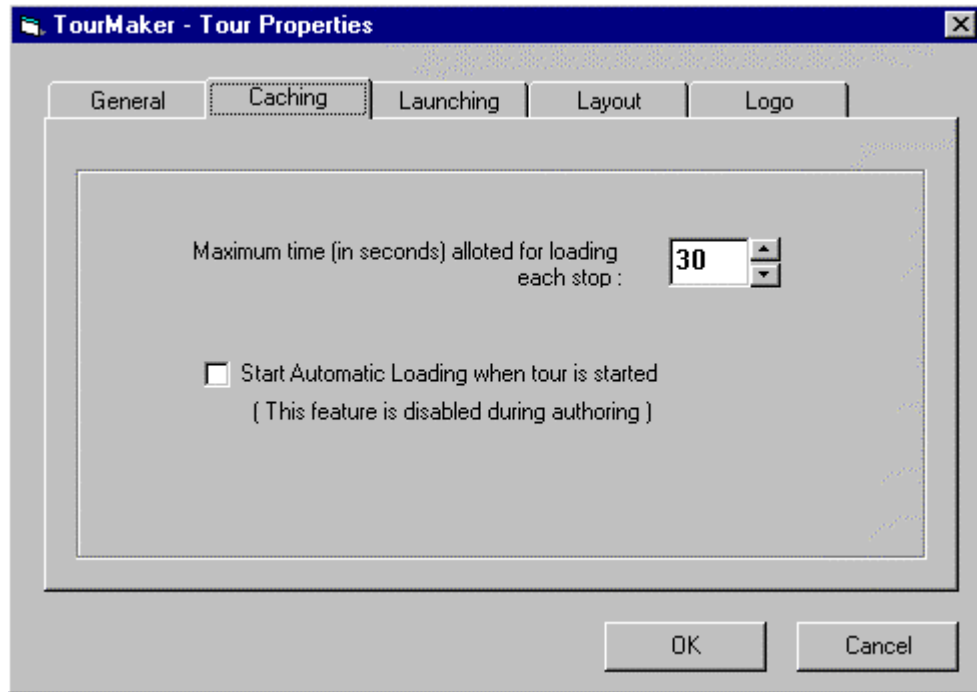 TourMaker - Tour Properties
General Caching Launching Layout Logo
Maximum time (in seconds) alloted for loading
each stop :
30
Start Automatic Loading when tour is started
( This feature is disabled during authoring )
OK Cancel